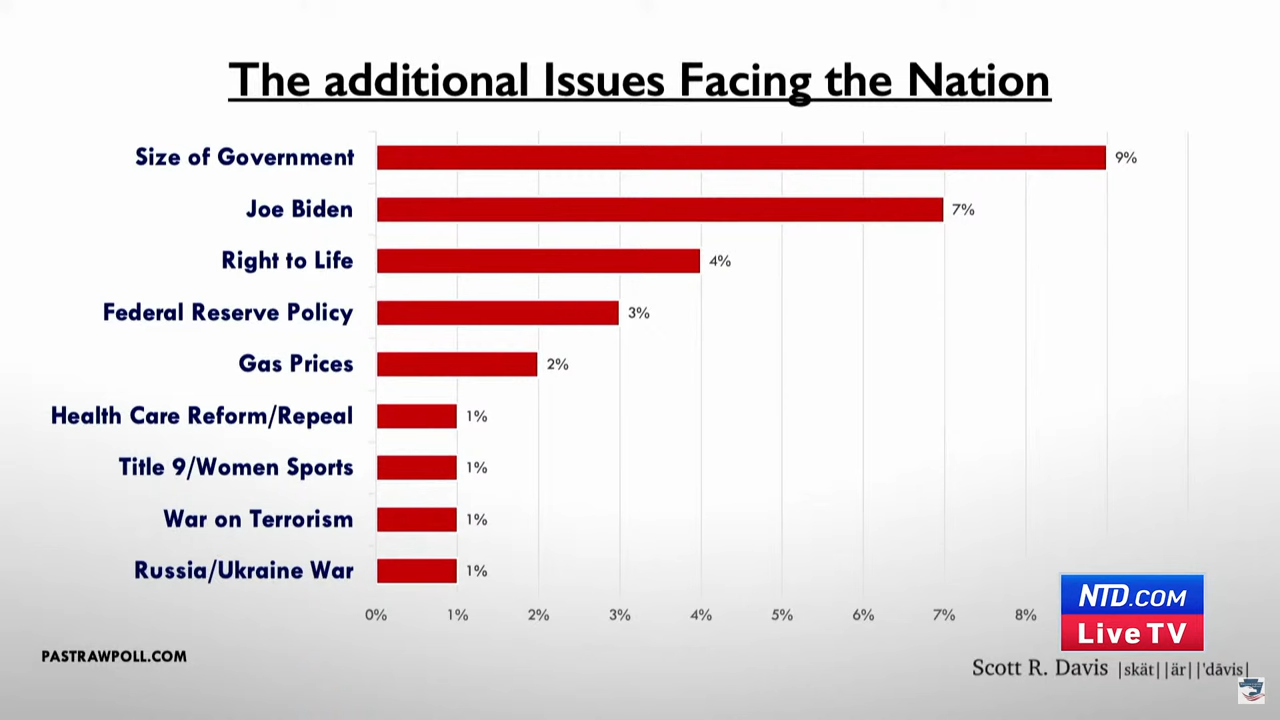 The additional Issues Facing the Nation
Size of Government 9%
Joe Biden 7%
Right to Life 4%
Federal Reserve Policy 3%
Gas Prices 2%
Health Care Reform/Repeal 1%
Title 9/Women Sports 1%
War on Terrorism 1%
Russia/Ukraine War 1%
0% 1% 2% 3% 4% 5% 6% 7% 8%
NTD.COM
Live TV
PASTRAWPOLL.COM
Scott R. Davis |skät||är||'dāvis|